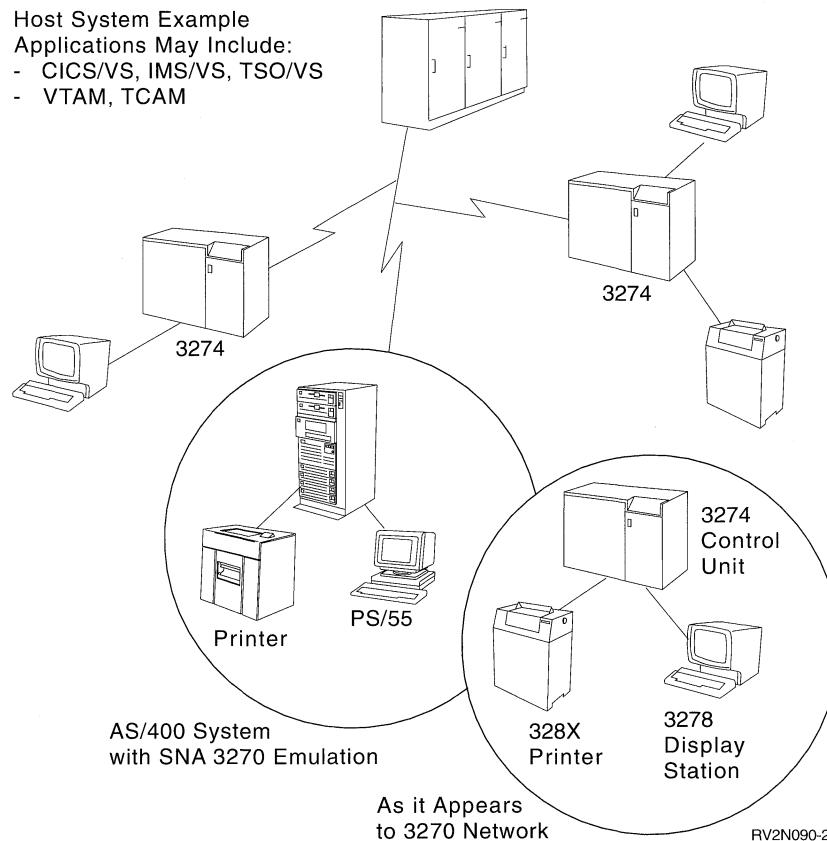 Host System Example
Applications May Include:
- CICS/VS, IMS/VS, TSO/VS
- VTAM, TCAM
3274
3274
Printer
PS/55
AS/400 System
with SNA 3270 Emulation
3274
Control
Unit
328X
Printer
3278
Display
Station
As it Appears
to 3270 Network
RV2N090-2